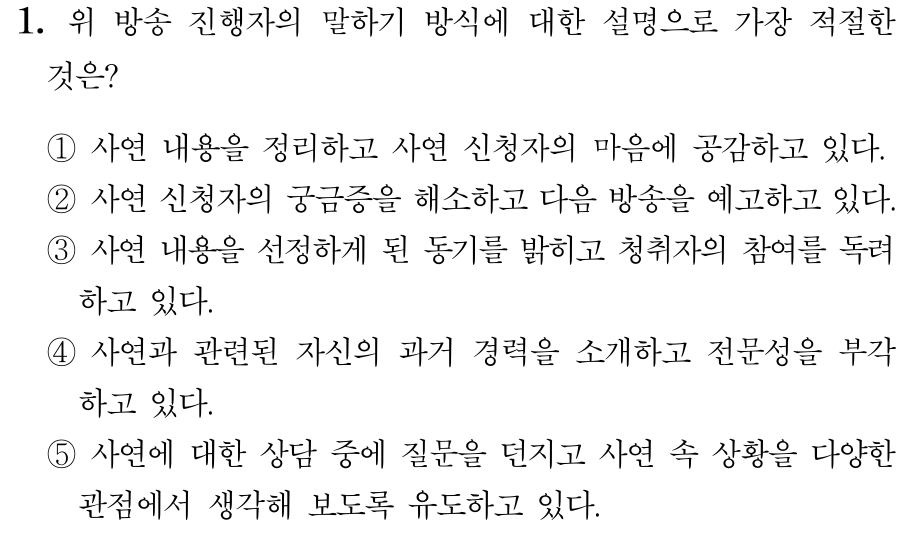 1. 위 방송 진행자의 말하기 방식에 대한 설명으로 가장 적절한
것은?
① 사연 내용을 정리하고 사연 신청자의 마음에 공감하고 있다.
② 사연 신청자의 궁금증을 해소하고 다음 방송을 예고하고 있다.
③ 사연 내용을 선정하게 된 동기를 밝히고 청취자의 참여를 독려
하고 있다.
④ 사연과 관련된 자신의 과거 경력을 소개하고 전문성을 부각
하고 있다.
⑤ 사연에 대한 상담 중에 질문을 던지고 사연 속 상황을 다양한
관점에서 생각해 보도록 유도하고 있다.